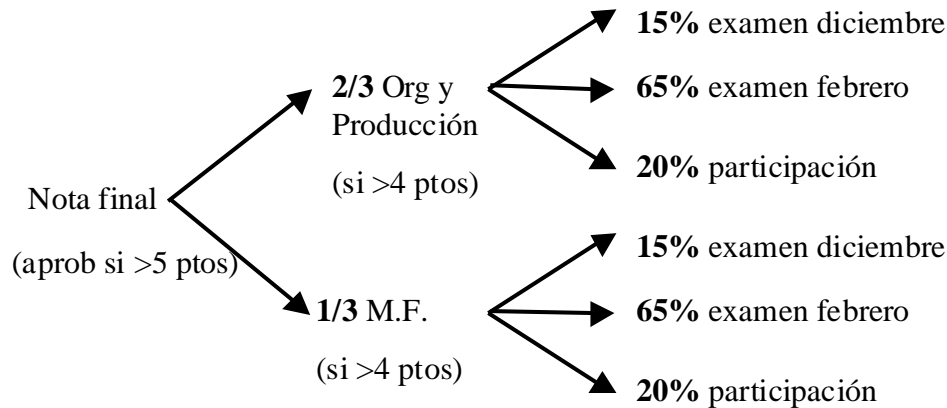 Nota final
(aprob si >5 ptos)
2/3 Org y
Producción
(si >4 ptos)
15% examen diciembre
65% examen febrero
20% participación
1/3 M.F.
(si >4 ptos)
15% examen diciembre
65% examen febrero
20% participación